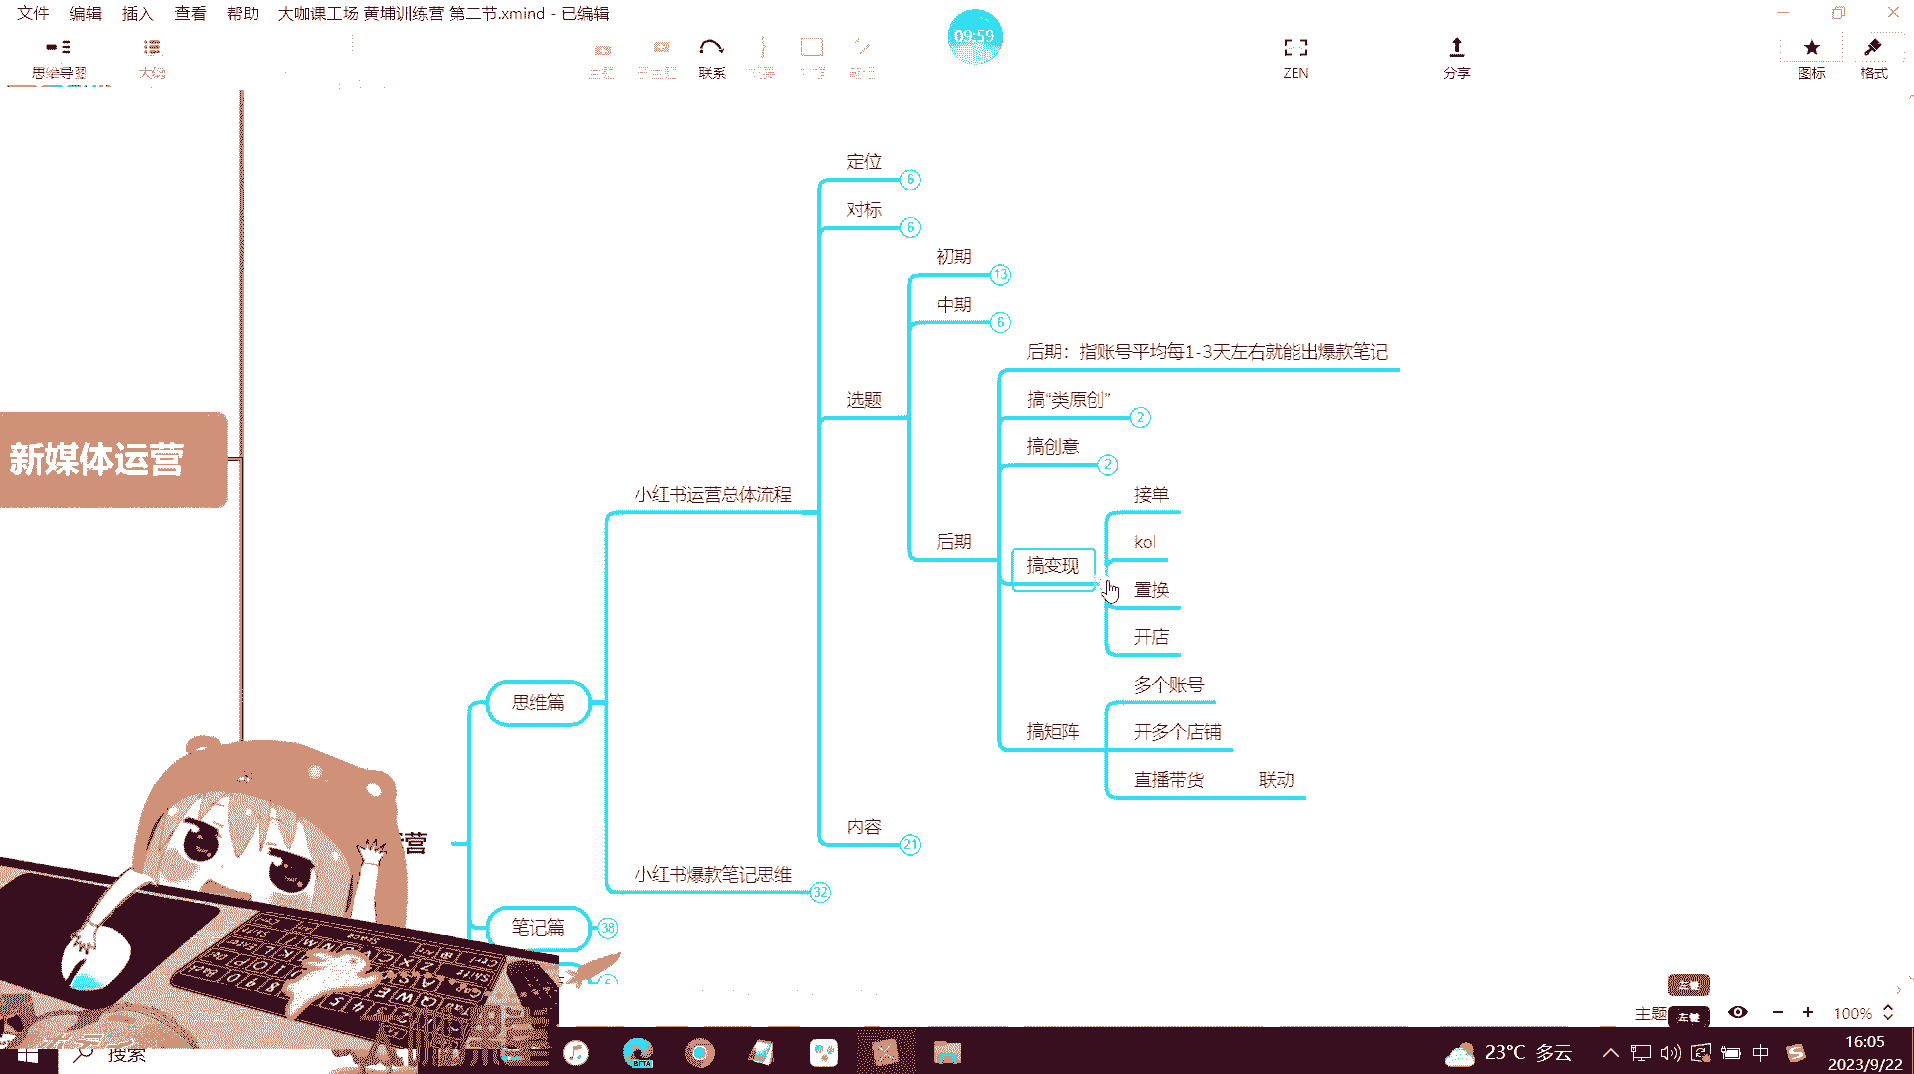 文件 编辑 插入 查看 帮助 大咖课工场 黄埔训练营 第二节.xmind - 已编辑
09:59
思维导图 大纲 联系 ZEN 分享 图标 格式
定位 6
对标 6
初期 13
中期 6
后期：指账号平均每1-3天左右就能出爆款笔记
选题
搞“类原创” 2
搞创意 2
新媒体运营
小红书运营总体流程
接单
后期
kol
搞变现
置换
开店
多个账号
思维篇
搞矩阵
开多个店铺
直播带货 联动
内容 21
营
小红书爆款笔记思维 32
笔记篇 38
左键
主题
左键
100%
搜索
BETA
23°C 多云
中
16:05
2023/9/22